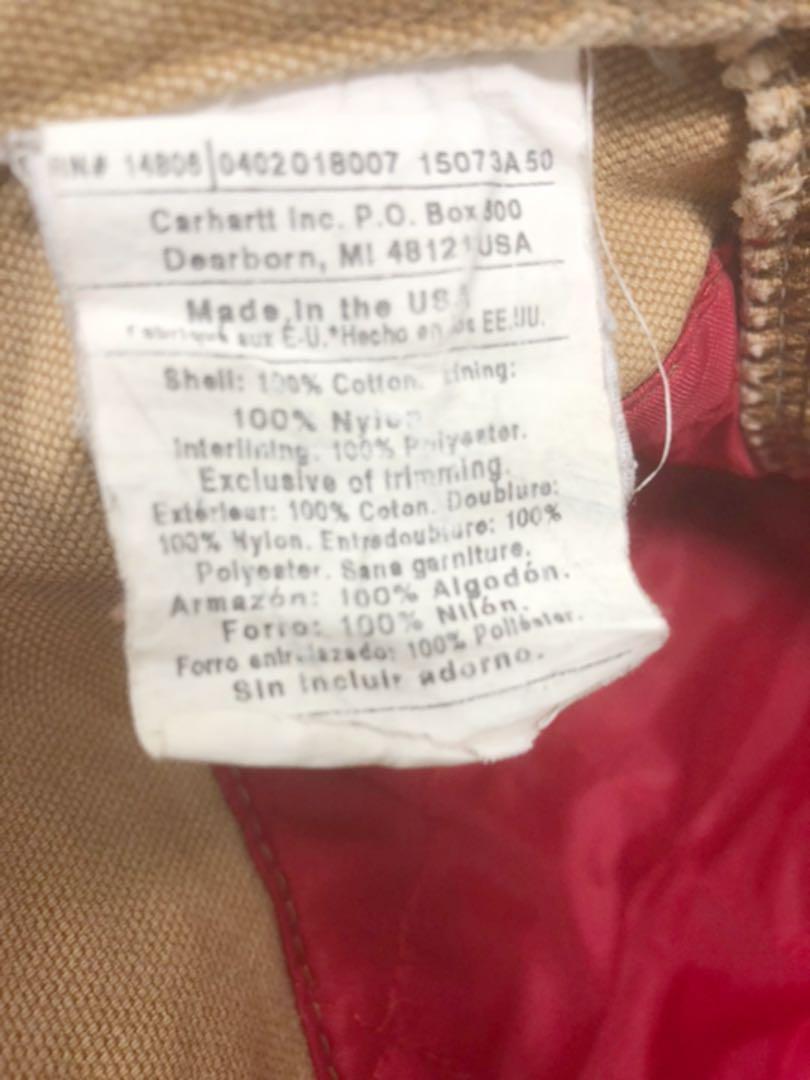 RN# 14806 0402018007 15073A50
Carhartt Inc. P.O. Box 600
Dearborn, MI 48121 USA
Made In the USA
Fabriqué aux É-U.*Hecho en los EE.UU.
Shell: 100% Cotton. Lining:
100% Nylon
Interlining: 100% Polyester.
Exclusive of trimming.
Extérieur: 100% Coton. Doublure:
100% Nylon. Entredoublure: 100%
Polyester. Sans garniture.
Armazón: 100% Algodón.
Forro: 100% Nilón.
Forro entrelazado: 100% Poliéster.
Sin incluir adorno.